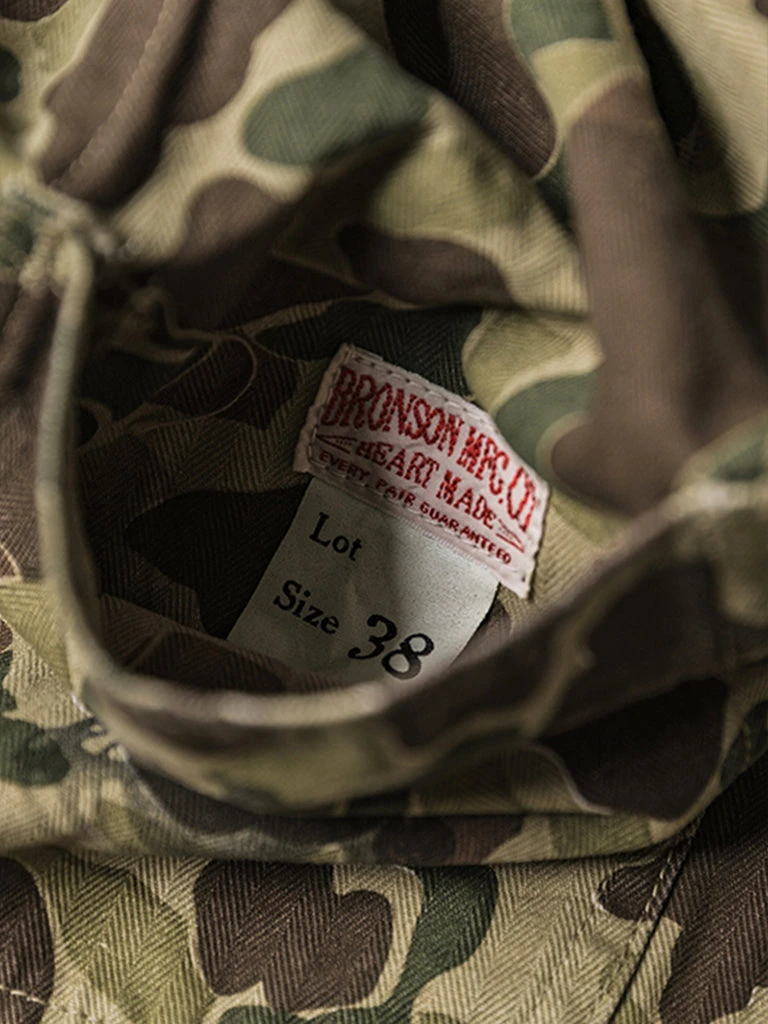 BRONSON MFG. CO
HEART MADE
EVERY PAIR GUARANTEED
Lot
Size 38